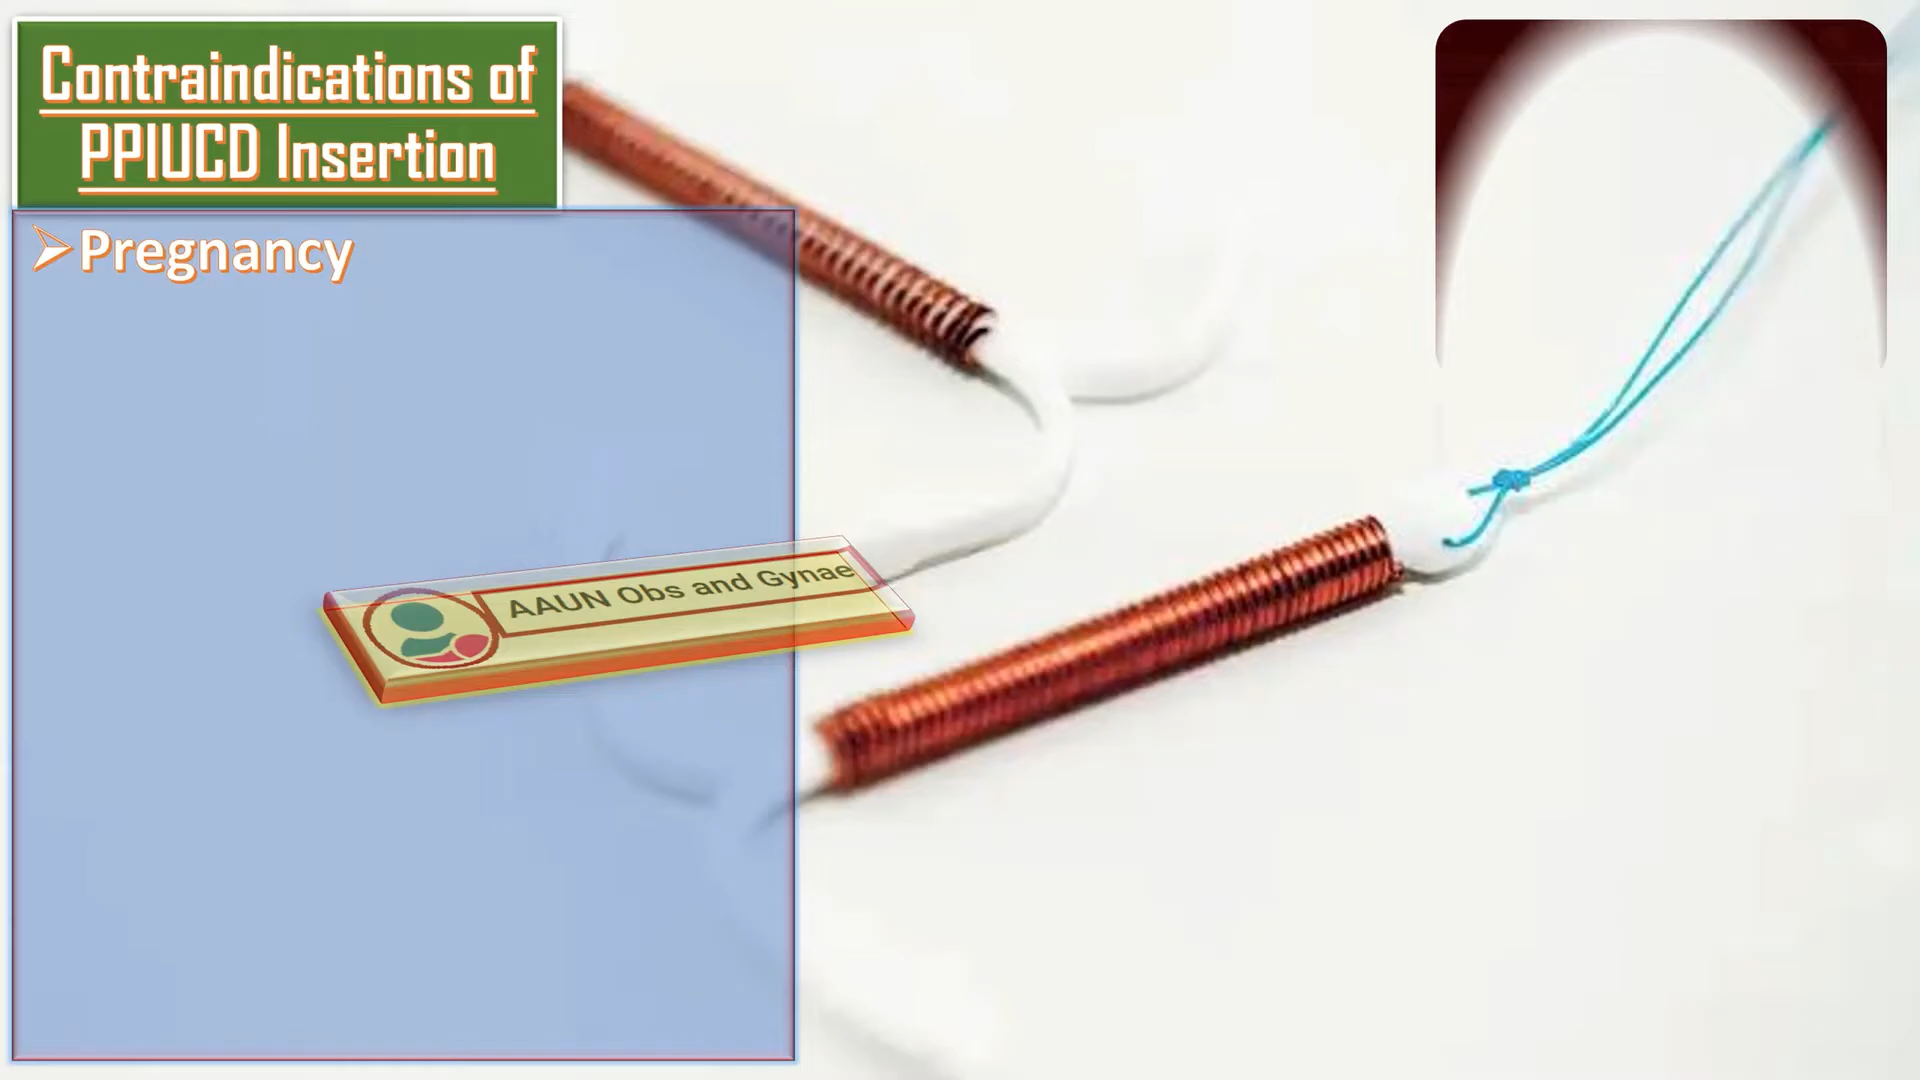 Contraindications of
PPIUCD Insertion
➢Pregnancy
AAUN Obs and Gynae